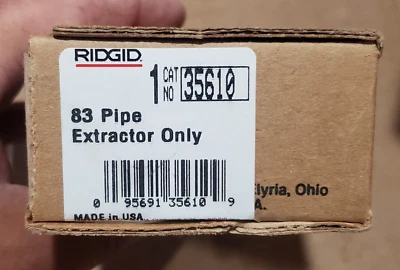 RIDGID
1 CAT NO 35610
83 Pipe
Extractor Only
0 95691 35610 9
MADE in USA
Elyria, Ohio
A.